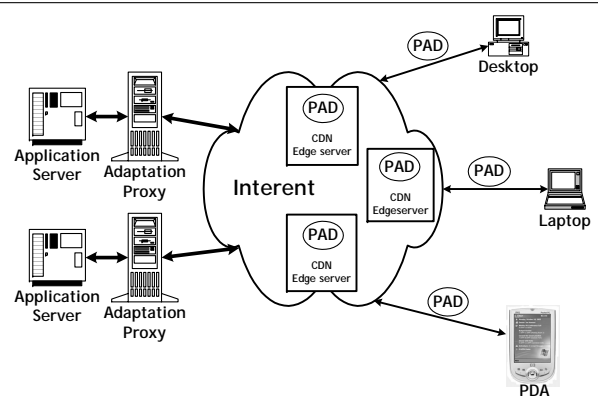 PAD
Desktop
PAD
CDN
Edge server
Application
Server
Adaptation
Proxy
Interent
PAD
CDN
Edgeserver
PAD
Laptop
PAD
CDN
Edge server
Application
Server
Adaptation
Proxy
PAD
PDA